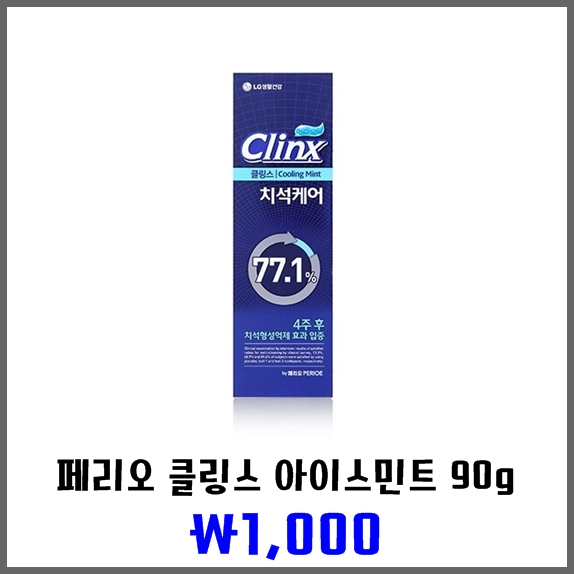 LG생활건강
Clinx
클링스 | Cooling Mint
치석케어
77.1%
4주 후
치석형성억제 효과 입증
by 페리오 PERIOE
페리오 클링스 아이스민트 90g
₩1,000